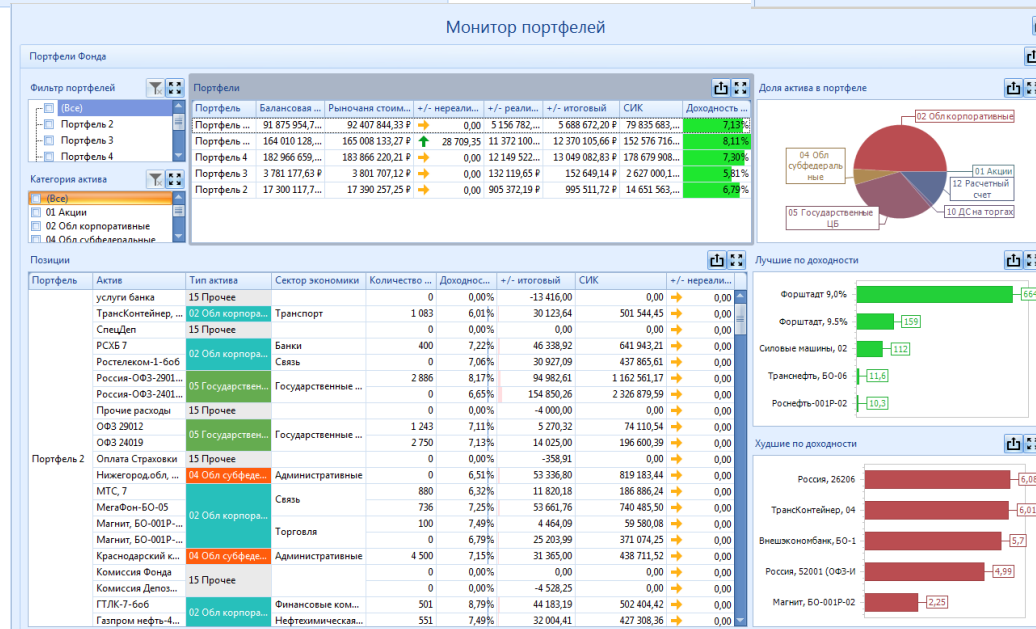 Монитор портфелей
Портфели Фонда
Фильтр портфелей
(Все)
Портфель 2
Портфель 3
Портфель 4
Категория актива
(Все)
01 Акции
02 Обл корпоративные
04 Обл субфедеральные
Портфели
Портфель Балансовая ... Рыночаня стоим... +/- нереали... +/- реали... +/- итоговый СИК Доходность ...
Портфель ... 91 875 954,7... 92 407 844,33 ₽ 0,00 5 156 782,... 5 688 672,20 ₽ 79 835 683,... 7,13%
Портфель ... 164 010 128,... 165 008 133,27 ₽ 28 709,35 11 372 100... 12 370 105,66 ₽ 152 576 716... 8,11%
Портфель 4 182 966 659,... 183 866 220,21 ₽ 0,00 12 149 522... 13 049 082,83 ₽ 178 679 908... 7,30%
Портфель 3 3 781 177,63 ₽ 3 801 707,12 ₽ 0,00 132 119,65 ₽ 152 649,14 ₽ 2 627 000,1... 5,81%
Портфель 2 17 300 117,7... 17 390 257,25 ₽ 0,00 905 372,19 ₽ 995 511,72 ₽ 14 651 563,... 6,79%
Доля актива в портфеле
02 Обл корпоративные
04 Обл
субфедераль
ные
01 Акции
12 Расчетный
счет
10 ДС на торгах
05 Государственные
ЦБ
Позиции
Портфель Актив Тип актива Сектор экономики Количество ... Доходнос... +/- итоговый СИК +/- нереали...
услуги банка 15 Прочее 0 0,00% -13 416,00 0,00 0,00
ТрансКонтейнер, ... 02 Обл корпора... Транспорт 1 083 6,01% 30 123,64 501 544,45 0,00
СпецДеп 15 Прочее 0 0,00% 0,00 0,00 0,00
РСХБ 7 02 Обл корпора... Банки 400 7,22% 46 338,92 641 943,21 0,00
Ростелеком-1-боб Связь 0 7,06% 30 927,09 437 865,61 0,00
Россия-ОФЗ-2901... 05 Государствен... Государственные ... 2 886 8,17% 94 982,61 1 162 561,17 0,00
Россия-ОФЗ-2401... 0 6,65% 154 850,26 2 326 879,59 0,00
Прочие расходы 15 Прочее 0 0,00% -4 000,00 0,00 0,00
ОФЗ 29012 05 Государствен... Государственные ... 1 243 7,11% 5 270,32 74 110,54 0,00
ОФЗ 24019 2 750 7,13% 14 025,00 196 600,39 0,00
Портфель 2 Оплата Страховки 15 Прочее 0 0,00% -358,91 0,00 0,00
Нижегород.обл, ... 04 Обл субфеде... Административные 0 6,51% 53 336,80 819 183,44 0,00
МТС, 7 02 Обл корпора... Связь 880 6,32% 11 820,18 186 886,24 0,00
МегаФон-БО-05 736 7,25% 53 661,76 740 485,50 0,00
Магнит, БО-001Р-... Торговля 100 7,49% 4 464,09 59 580,08 0,00
Магнит, БО-001Р-... 0 6,79% 25 203,99 371 074,25 0,00
Краснодарский к... 04 Обл субфеде... Административные 4 500 7,15% 31 365,00 438 711,52 0,00
Комиссия Фонда 15 Прочее 0 0,00% 0,00 0,00 0,00
Комиссия Депоз... 0 0,00% -4 528,25 0,00 0,00
ГТЛК-7-боб 02 Обл корпора... Финансовые ком... 501 8,79% 44 183,19 502 404,42 0,00
Газпром нефть-4... Нефтехимическая... 551 7,49% 32 004,41 427 308,36 0,00
Лучшие по доходности
Форштадт 9,0% 664
Форштадт, 9.5% 159
Силовые машины, 02 112
Транснефть, БО-06 11,6
Роснефть-001Р-02 10,3
Худшие по доходности
Россия, 26206 6,08
ТрансКонтейнер, 04 6,01
Внешэкономбанк, БО-1 5,7
Россия, 52001 (ОФЗ-И 4,99
Магнит, БО-001Р-02 2,25